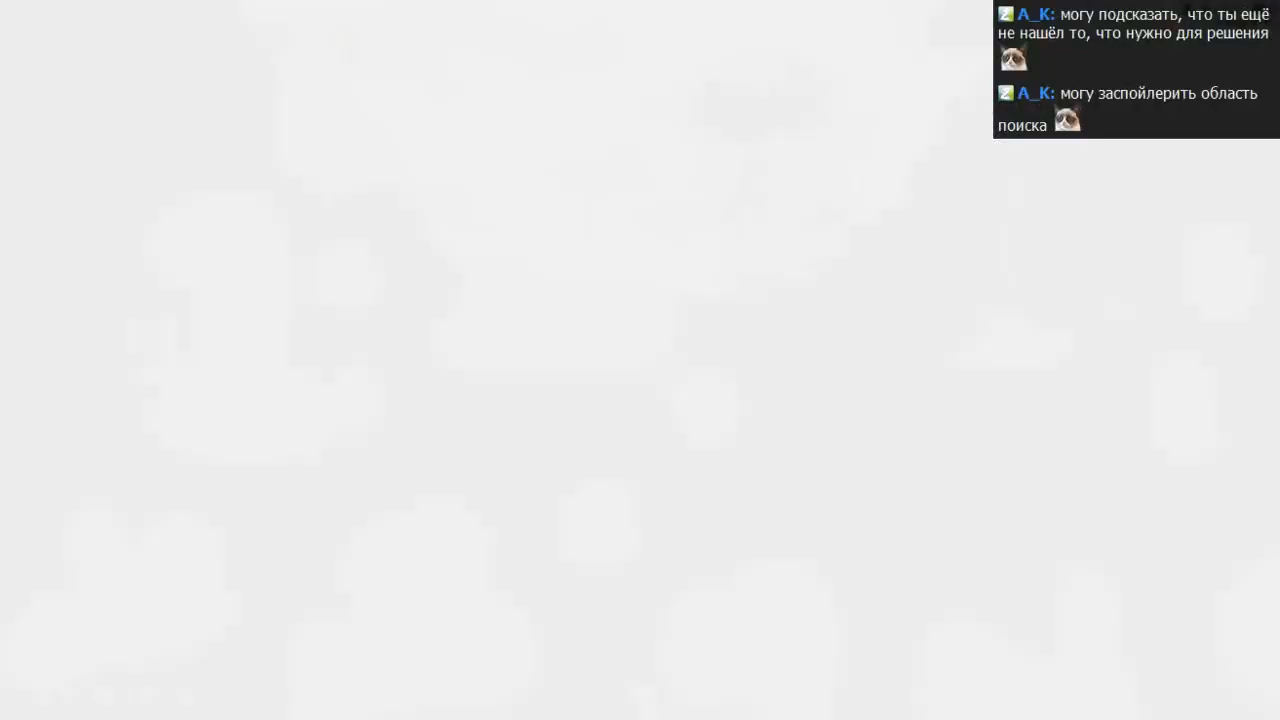 A_K: могу подсказать, что ты ещё
не нашёл то, что нужно для решения
A_K: могу заспойлерить область
поиска